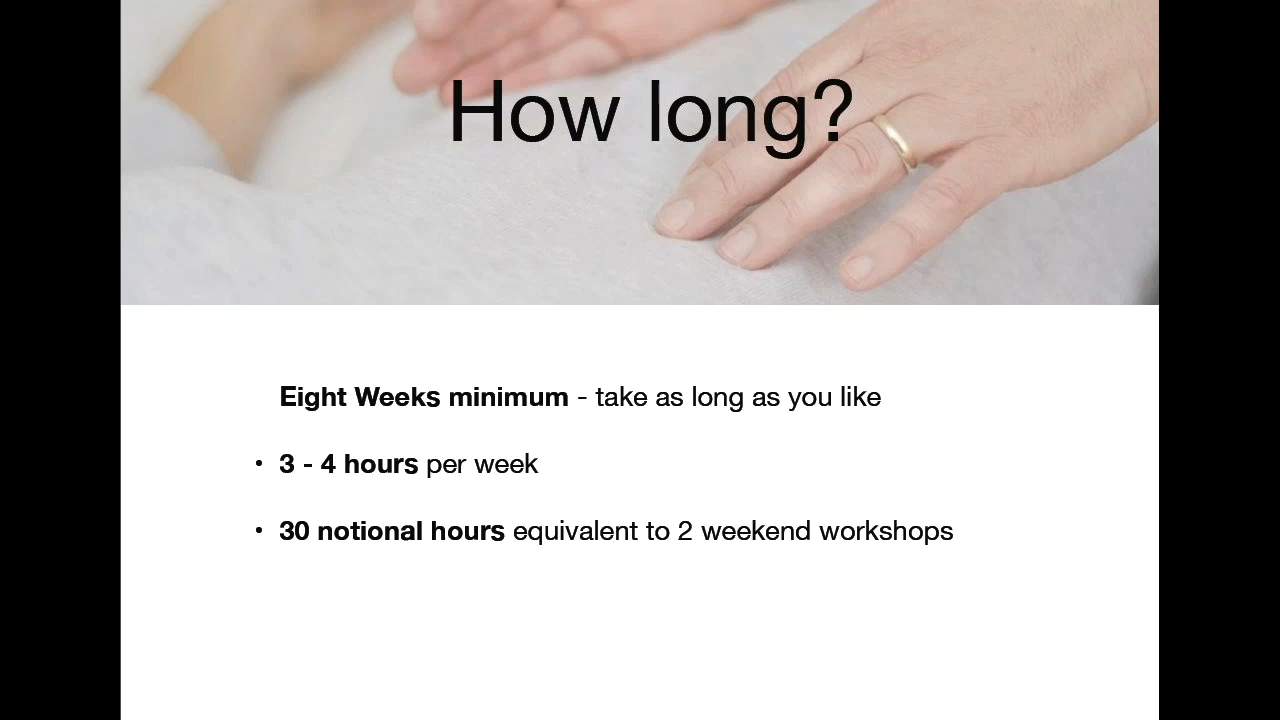 How long?
Eight Weeks minimum - take as long as you like
• 3 - 4 hours per week
• 30 notional hours equivalent to 2 weekend workshops